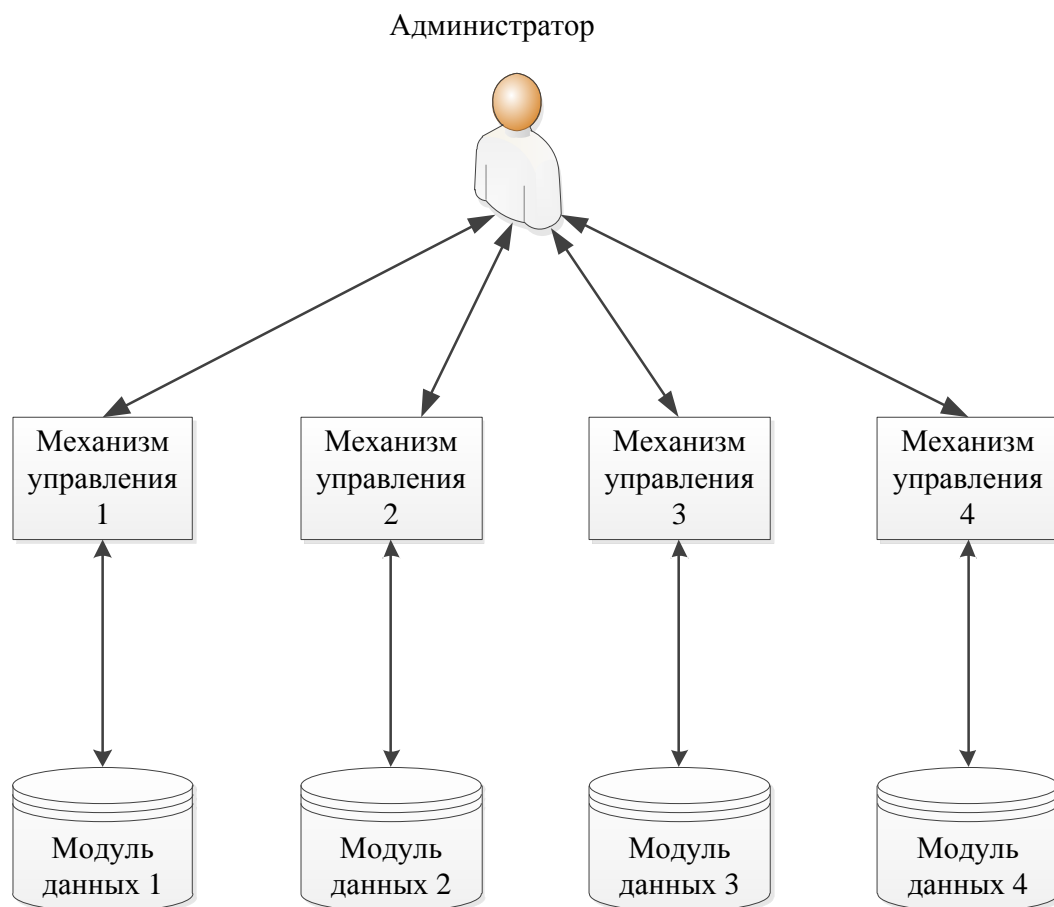 Администратор
Механизм
управления
1
Механизм
управления
2
Механизм
управления
3
Механизм
управления
4
Модуль
данных 1
Модуль
данных 2
Модуль
данных 3
Модуль
данных 4